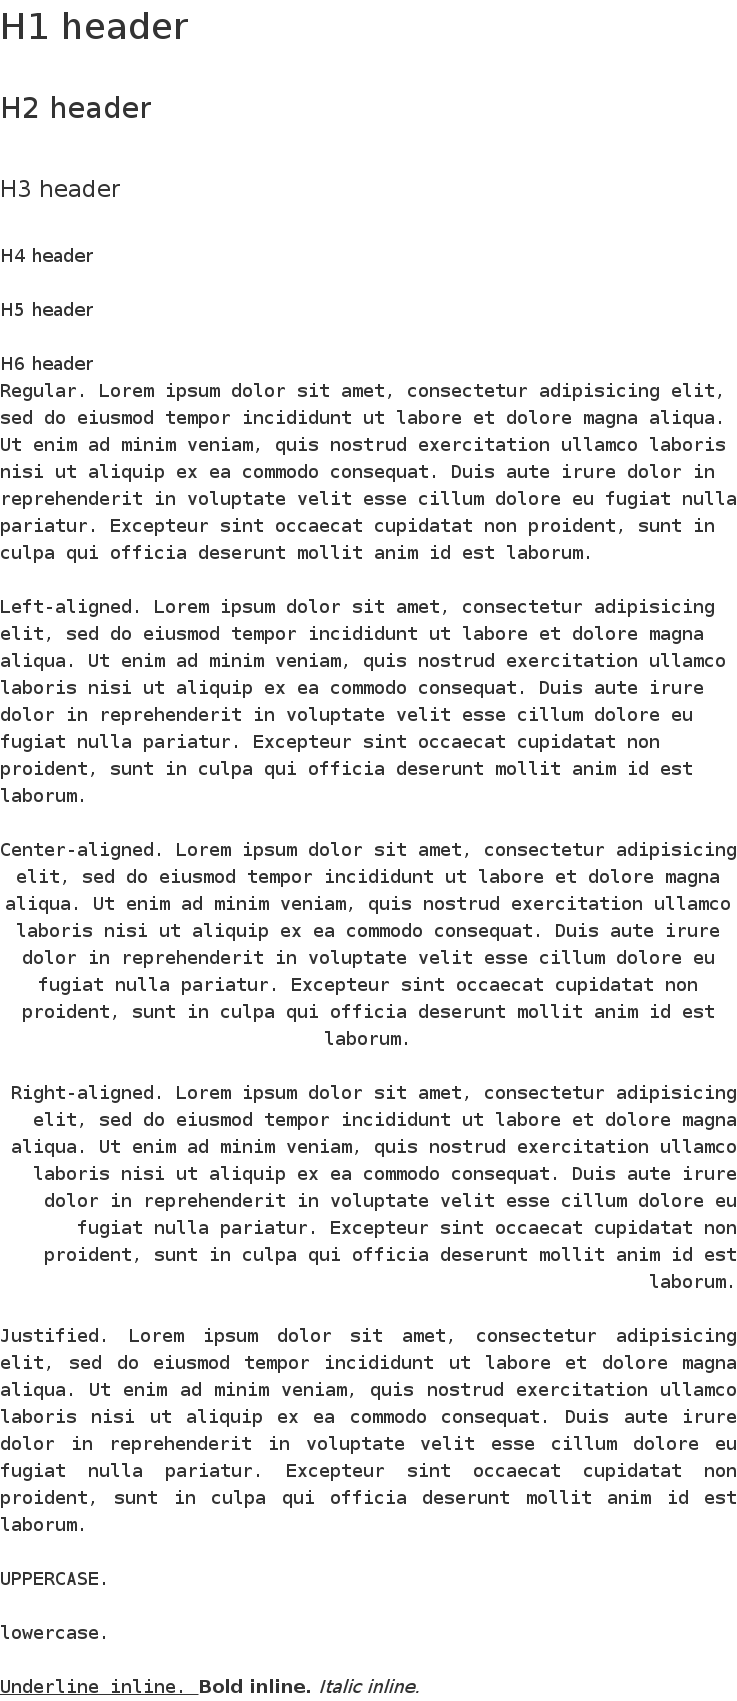 H1 header
H2 header
H3 header
H4 header
H5 header
H6 header
Regular. Lorem ipsum dolor sit amet, consectetur adipisicing elit,
sed do eiusmod tempor incididunt ut labore et dolore magna aliqua.
Ut enim ad minim veniam, quis nostrud exercitation ullamco laboris
nisi ut aliquip ex ea commodo consequat. Duis aute irure dolor in
reprehenderit in voluptate velit esse cillum dolore eu fugiat nulla
pariatur. Excepteur sint occaecat cupidatat non proident, sunt in
culpa qui officia deserunt mollit anim id est laborum.
Left-aligned. Lorem ipsum dolor sit amet, consectetur adipisicing
elit, sed do eiusmod tempor incididunt ut labore et dolore magna
aliqua. Ut enim ad minim veniam, quis nostrud exercitation ullamco
laboris nisi ut aliquip ex ea commodo consequat. Duis aute irure
dolor in reprehenderit in voluptate velit esse cillum dolore eu
fugiat nulla pariatur. Excepteur sint occaecat cupidatat non
proident, sunt in culpa qui officia deserunt mollit anim id est
laborum.
Center-aligned. Lorem ipsum dolor sit amet, consectetur adipisicing
elit, sed do eiusmod tempor incididunt ut labore et dolore magna
aliqua. Ut enim ad minim veniam, quis nostrud exercitation ullamco
laboris nisi ut aliquip ex ea commodo consequat. Duis aute irure
dolor in reprehenderit in voluptate velit esse cillum dolore eu
fugiat nulla pariatur. Excepteur sint occaecat cupidatat non
proident, sunt in culpa qui officia deserunt mollit anim id est
laborum.
Right-aligned. Lorem ipsum dolor sit amet, consectetur adipisicing
elit, sed do eiusmod tempor incididunt ut labore et dolore magna
aliqua. Ut enim ad minim veniam, quis nostrud exercitation ullamco
laboris nisi ut aliquip ex ea commodo consequat. Duis aute irure
dolor in reprehenderit in voluptate velit esse cillum dolore eu
fugiat nulla pariatur. Excepteur sint occaecat cupidatat non
proident, sunt in culpa qui officia deserunt mollit anim id est
laborum.
Justified. Lorem ipsum dolor sit amet, consectetur adipisicing
elit, sed do eiusmod tempor incididunt ut labore et dolore magna
aliqua. Ut enim ad minim veniam, quis nostrud exercitation ullamco
laboris nisi ut aliquip ex ea commodo consequat. Duis aute irure
dolor in reprehenderit in voluptate velit esse cillum dolore eu
fugiat nulla pariatur. Excepteur sint occaecat cupidatat non
proident, sunt in culpa qui officia deserunt mollit anim id est
laborum.
UPPERCASE.
lowercase.
Underline inline. Bold inline. Italic inline.